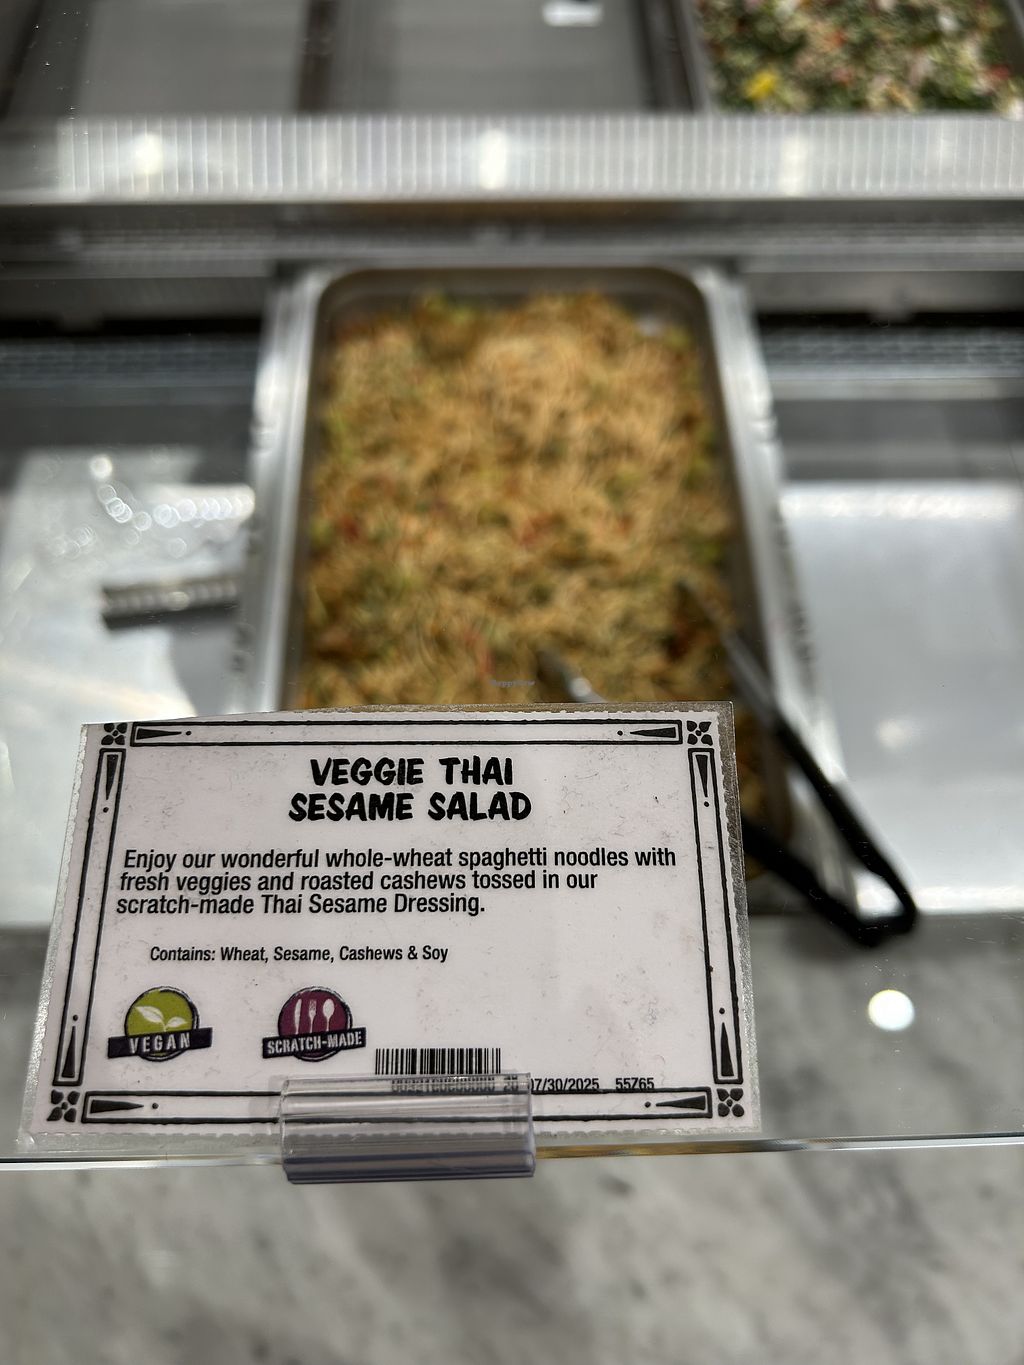 VEGGIE THAI
SESAME SALAD
Enjoy our wonderful whole-wheat spaghetti noodles with
fresh veggies and roasted cashews tossed in our
scratch-made Thai Sesame Dressing.
Contains: Wheat, Sesame, Cashews & Soy
VEGAN
SCRATCH-MADE
07/30/2025 55765